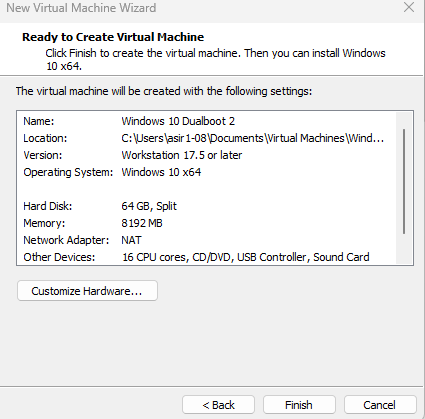 New Virtual Machine Wizard
Ready to Create Virtual Machine
Click Finish to create the virtual machine. Then you can install Windows
10 x64.
The virtual machine will be created with the following settings:
Name: Windows 10 Dualboot 2
Location: C:\Users\asir1-08\Documents\Virtual Machines\Wind...
Version: Workstation 17.5 or later
Operating System: Windows 10 x64
Hard Disk: 64 GB, Split
Memory: 8192 MB
Network Adapter: NAT
Other Devices: 16 CPU cores, CD/DVD, USB Controller, Sound Card
Customize Hardware...
< Back Finish Cancel